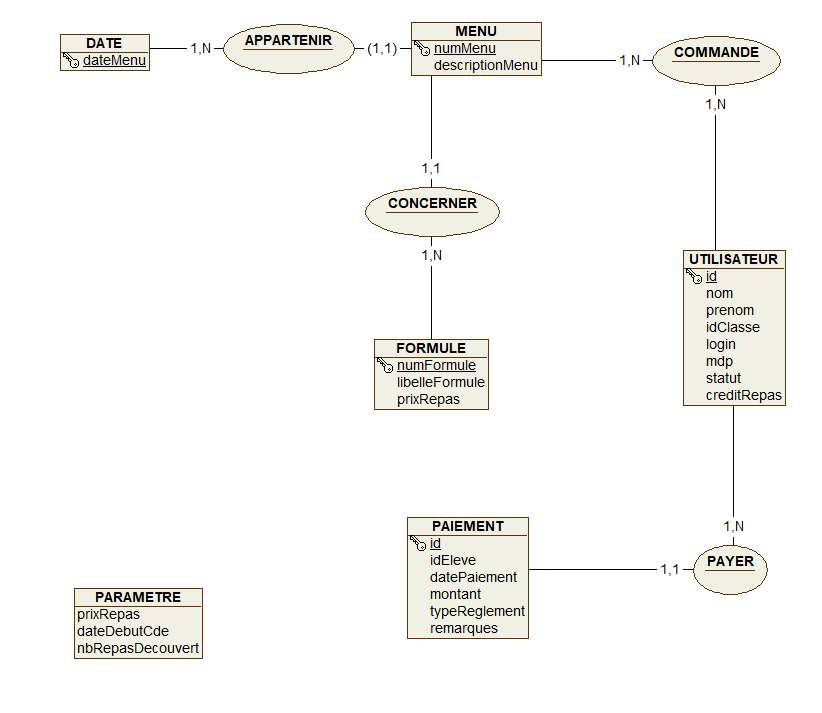 DATE
dateMenu
1,N
APPARTENIR
(1,1)
MENU
numMenu
descriptionMenu
1,N
COMMANDE
1,N
1,1
CONCERNER
1,N
FORMULE
numFormule
libelleFormule
prixRepas
UTILISATEUR
id
nom
prenom
idClasse
login
mdp
statut
creditRepas
1,N
PAYER
1,1
PAIEMENT
id
idEleve
datePaiement
montant
typeReglement
remarques
PARAMETRE
prixRepas
dateDebutCde
nbRepasDecouvert